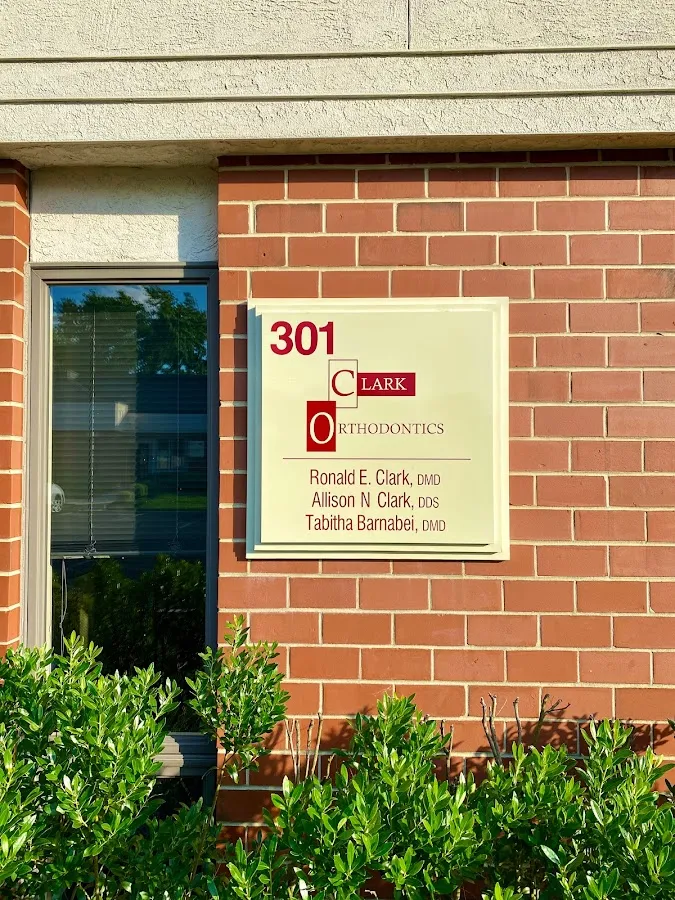 301
CLARK
ORTHODONTICS
Ronald E. Clark, DMD
Allison N Clark, DDS
Tabitha Barnabei, DMD